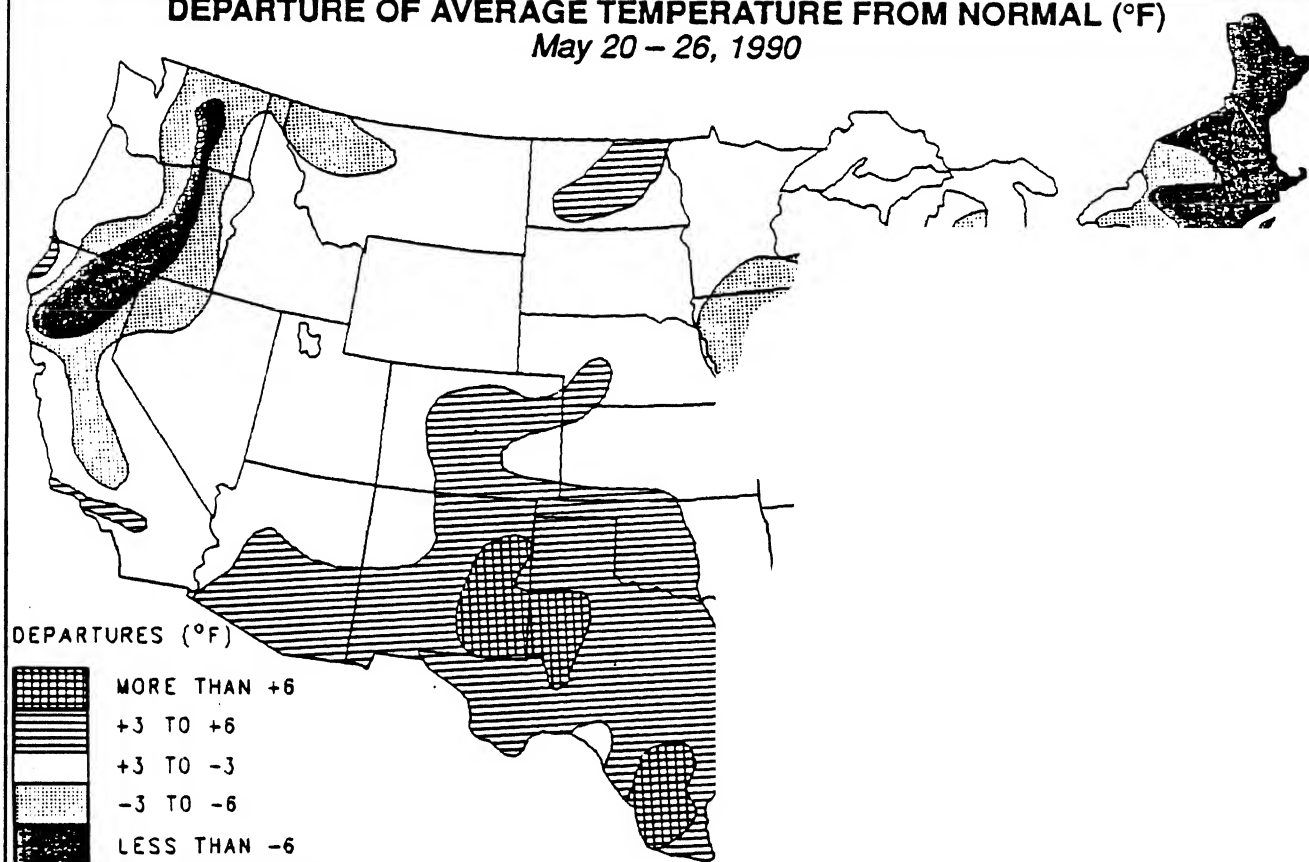 DEPARTURE OF AVERAGE TEMPERATURE FROM NORMAL (°F)
May 20 – 26, 1990
DEPARTURES (°F)
MORE THAN +6
+3 TO +6
+3 TO -3
-3 TO -6
LESS THAN -6